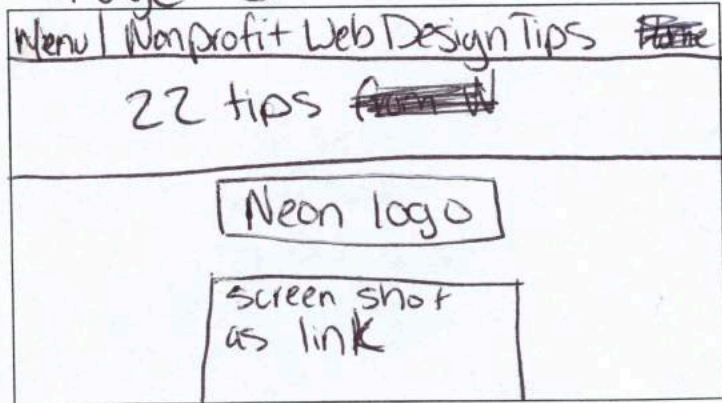 Menu | Nonprofit Web Design Tips
22 tips
Neon logo
screen shot
as link